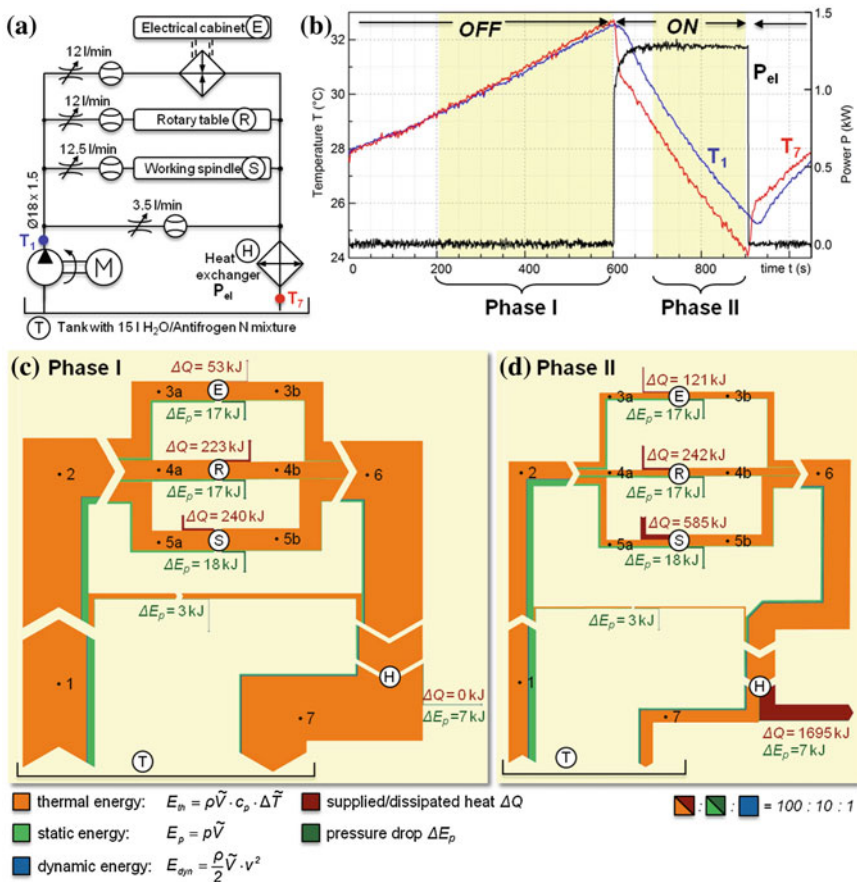 (a)
Electrical cabinet E
12 l/min
12 l/min
Rotary table R
12.5 l/min
Working spindle S
Ø18 x 1.5
3.5 l/min
T1
M
H
Heat exchanger
Pel
T7
T Tank with 15 l H2O/Antifrogen N mixture
(b)
32
30
28
26
24
Temperature T (°C)
OFF
ON
Pel
T1
T7
1.5
1.0
0.5
0.0
Power P (kW)
0
200
400
600
800
time t (s)
Phase I
Phase II
(c) Phase I
ΔQ = 53 kJ
3a
E
3b
ΔEp = 17 kJ
ΔQ = 223 kJ
2
4a
R
4b
6
ΔEp = 17 kJ
ΔQ = 240 kJ
5a
S
5b
ΔEp = 18 kJ
ΔEp = 3 kJ
1
H
ΔQ = 0 kJ
ΔEp = 7 kJ
7
T
(d) Phase II
ΔQ = 121 kJ
3a
E
3b
ΔEp = 17 kJ
ΔQ = 242 kJ
2
4a
R
4b
6
ΔEp = 17 kJ
ΔQ = 585 kJ
5a
S
5b
ΔEp = 18 kJ
ΔEp = 3 kJ
1
H
7
ΔQ = 1695 kJ
ΔEp = 7 kJ
T
thermal energy: Eth = ρṼ · cp · ΔT̃
supplied/dissipated heat ΔQ
: : = 100 : 10 : 1
static energy: Ep = pṼ
pressure drop ΔEp
dynamic energy: Edyn = ρ/2 Ṽ · v²